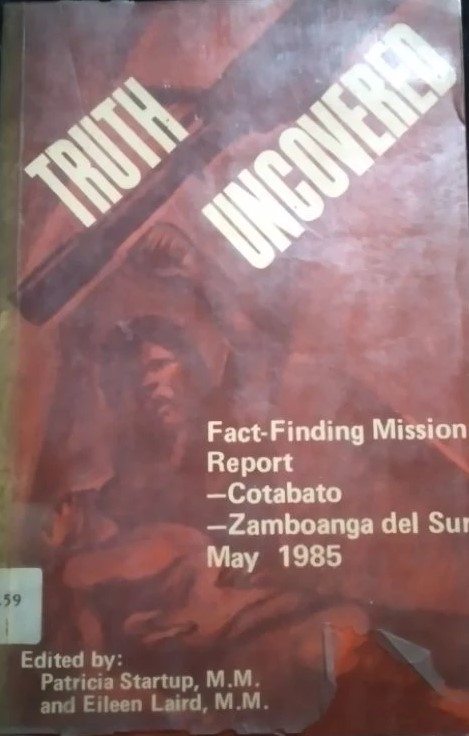 TRUTH
UNCOVERED
Fact-Finding Mission
Report
—Cotabato
—Zamboanga del Sur
May 1985
.59
Edited by:
Patricia Startup, M.M.
and Eileen Laird, M.M.